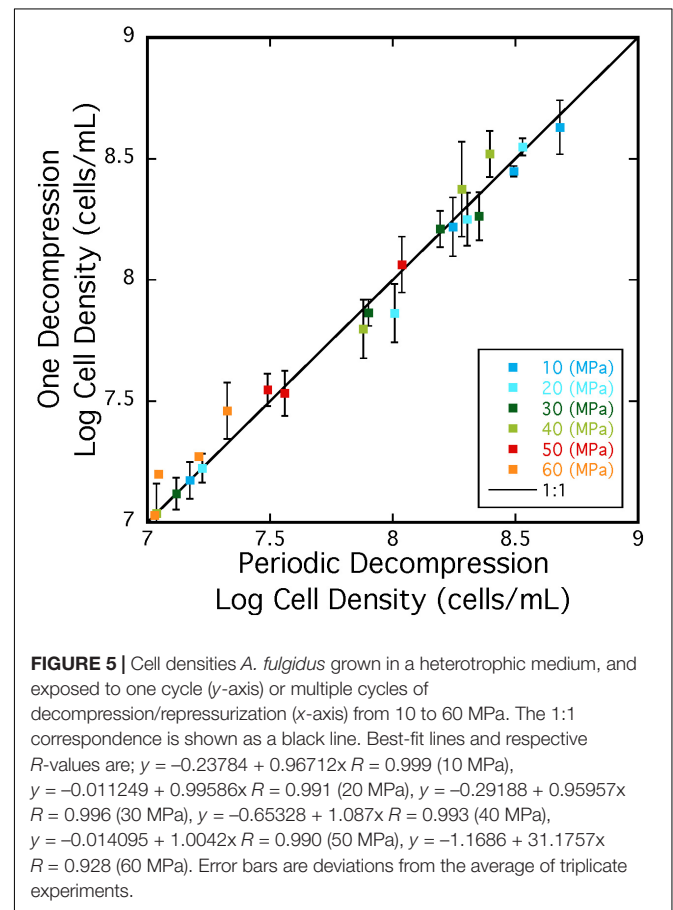 9
8.5
8
7.5
7
One Decompression
Log Cell Density (cells/mL)
10 (MPa)
20 (MPa)
30 (MPa)
40 (MPa)
50 (MPa)
60 (MPa)
1:1
7 7.5 8 8.5 9
Periodic Decompression
Log Cell Density (cells/mL)
FIGURE 5 | Cell densities A. fulgidus grown in a heterotrophic medium, and
exposed to one cycle (y-axis) or multiple cycles of
decompression/repressurization (x-axis) from 10 to 60 MPa. The 1:1
correspondence is shown as a black line. Best-fit lines and respective
R-values are; y = –0.23784 + 0.96712x R = 0.999 (10 MPa),
y = –0.011249 + 0.99586x R = 0.991 (20 MPa), y = –0.29188 + 0.95957x
R = 0.996 (30 MPa), y = –0.65328 + 1.087x R = 0.993 (40 MPa),
y = –0.014095 + 1.0042x R = 0.990 (50 MPa), y = –1.1686 + 31.1757x
R = 0.928 (60 MPa). Error bars are deviations from the average of triplicate
experiments.